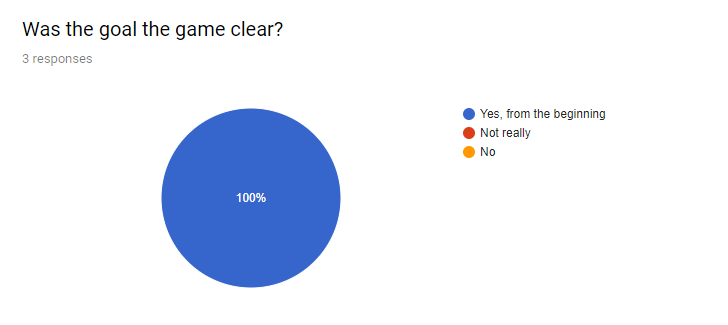 Was the goal the game clear?
3 responses
100%
Yes, from the beginning
Not really
No